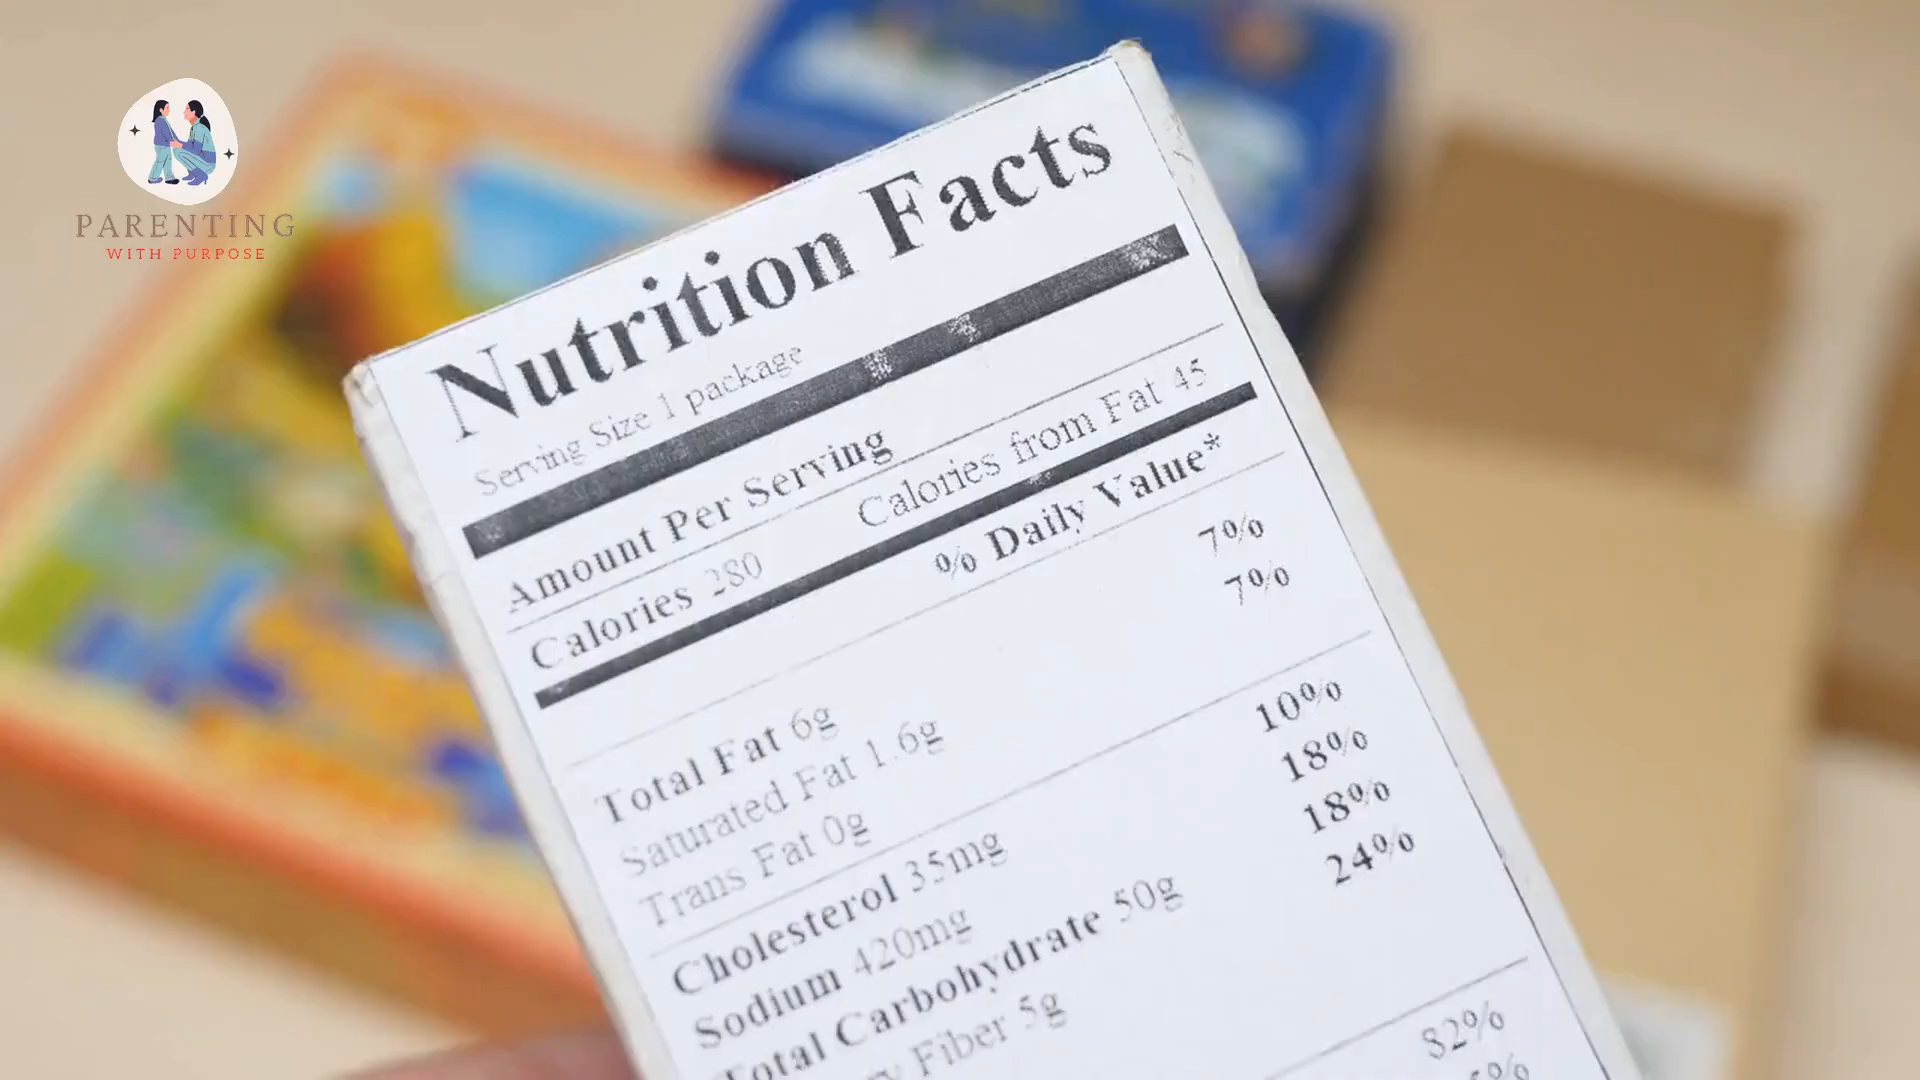 PARENTING
WITH PURPOSE
Nutrition Facts
Serving Size 1 package
Amount Per Serving
Calories 280 Calories from Fat 45
% Daily Value*
Total Fat 6g 7%
Saturated Fat 1.6g 7%
Trans Fat 0g
Cholesterol 35mg 10%
Sodium 420mg 18%
Total Carbohydrate 50g 18%
Fiber 5g 24%
82%